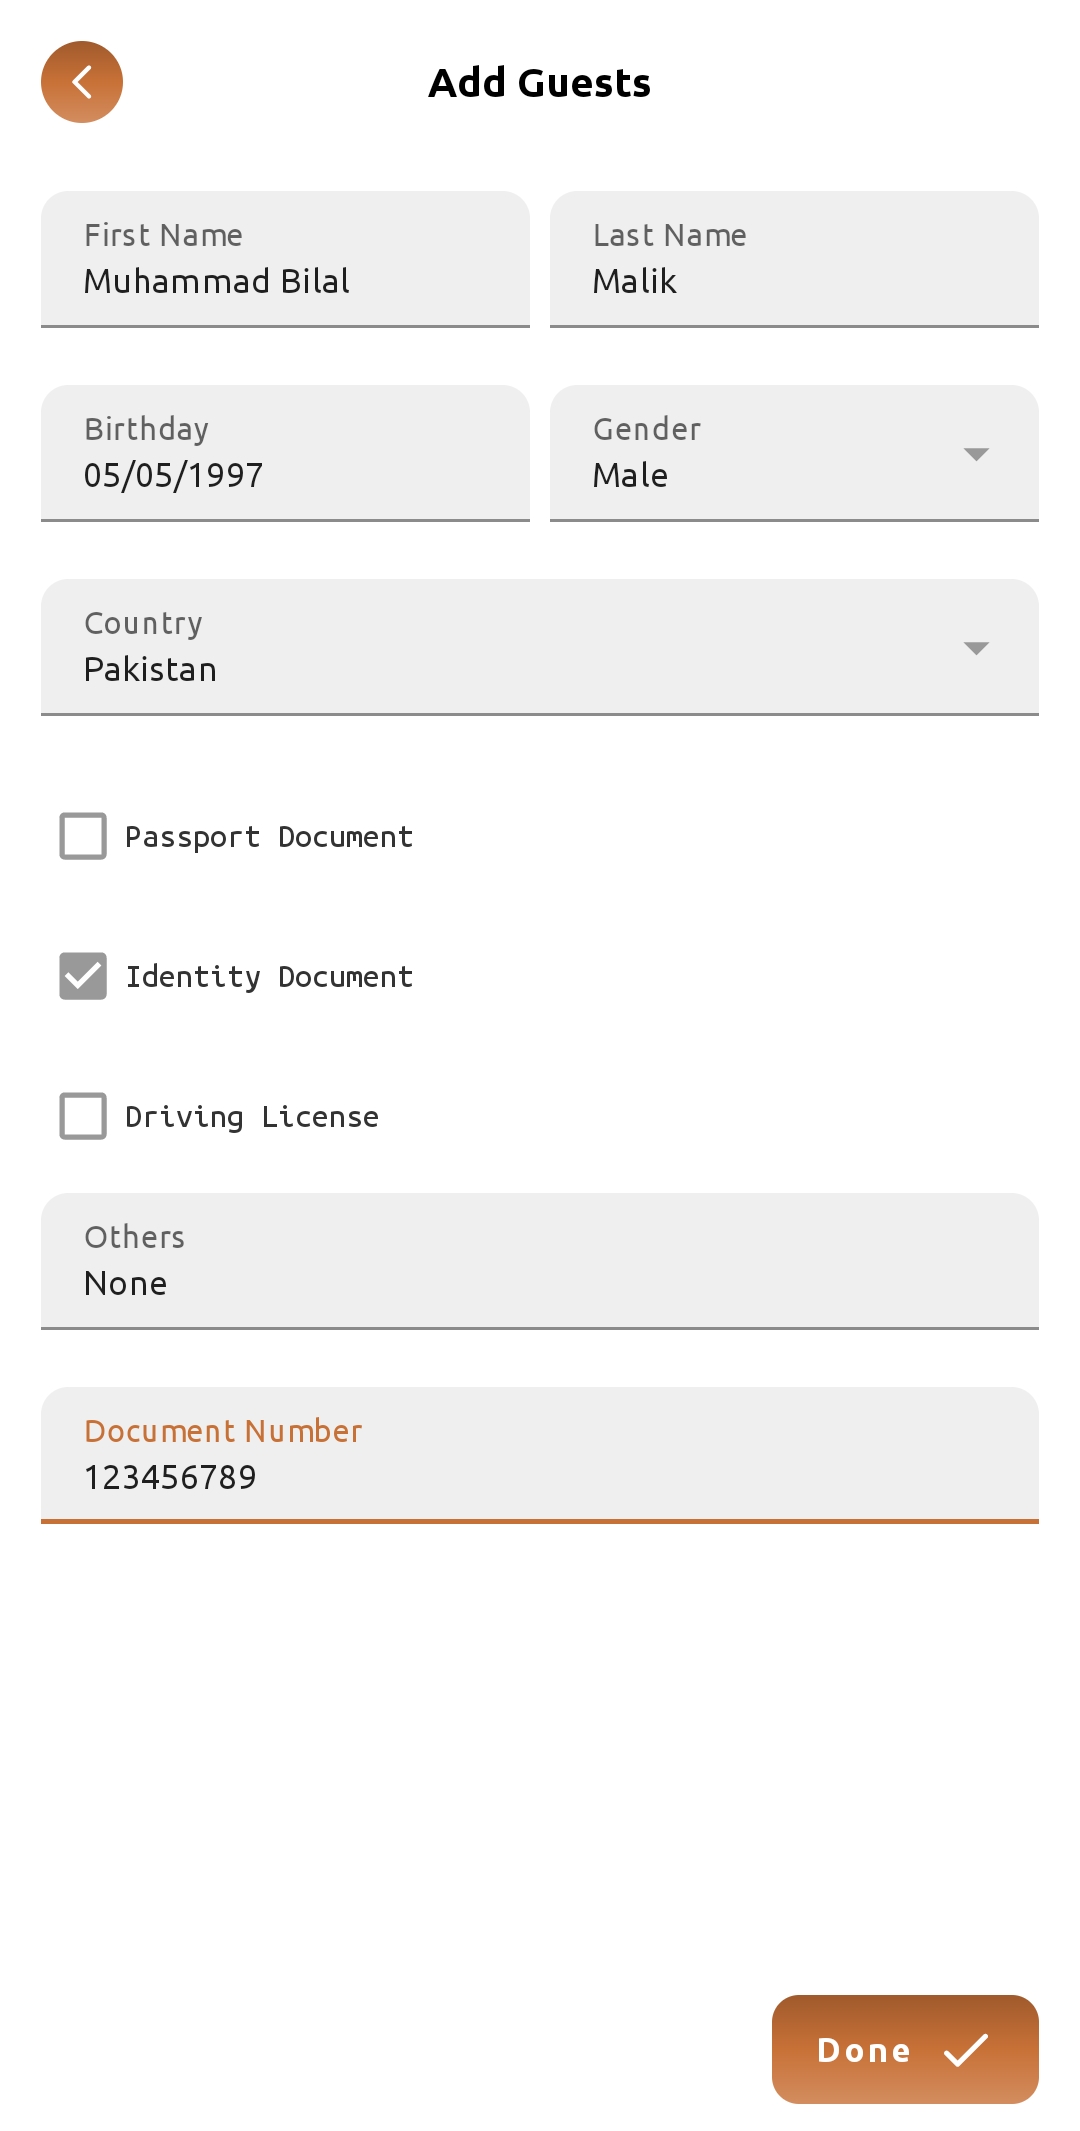 Add Guests
First Name
Muhammad Bilal
Last Name
Malik
Birthday
05/05/1997
Gender
Male
Country
Pakistan
Passport Document
Identity Document
Driving License
Others
None
Document Number
123456789
Done